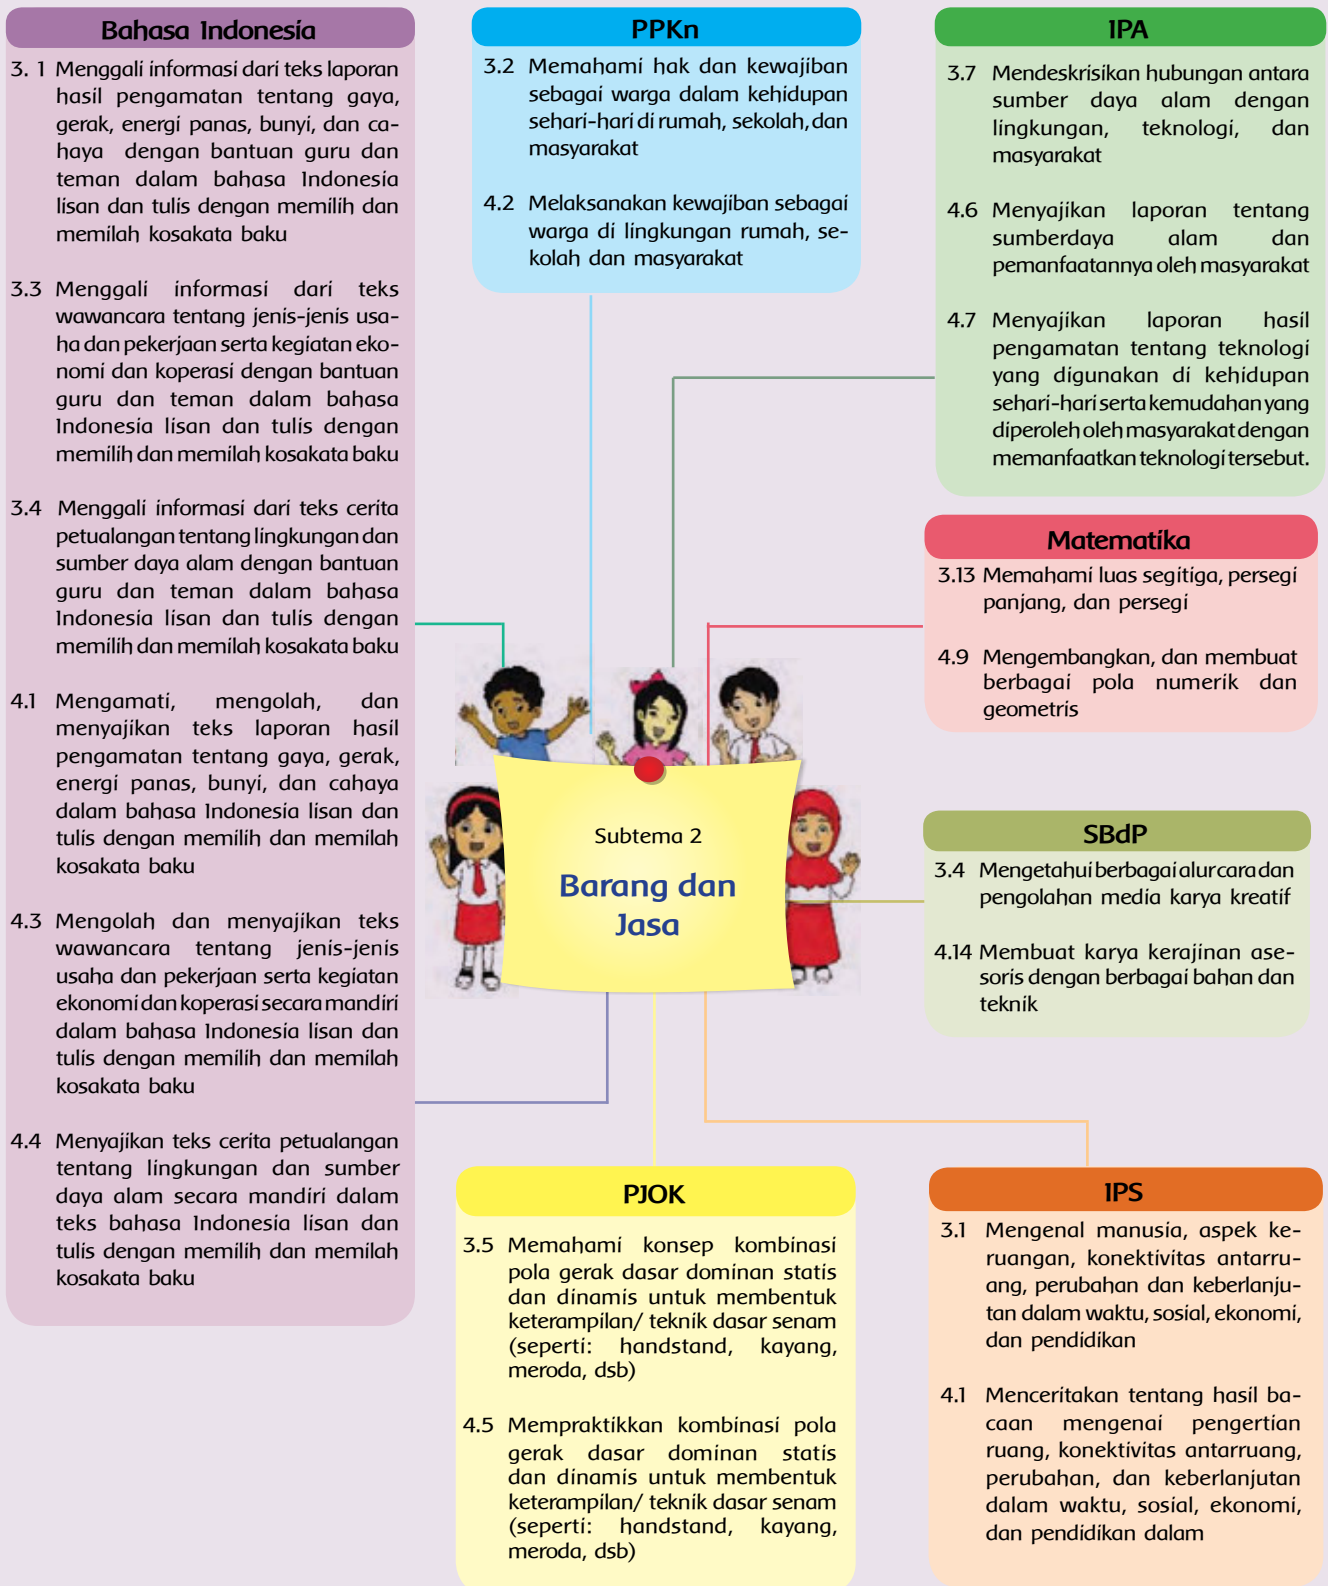 Bahasa Indonesia
3. 1 Menggali informasi dari teks laporan
hasil pengamatan tentang gaya,
gerak, energi panas, bunyi, dan ca-
haya dengan bantuan guru dan
teman dalam bahasa Indonesia
lisan dan tulis dengan memilih dan
memilah kosakata baku
3.3 Menggali informasi dari teks
wawancara tentang jenis-jenis usa-
ha dan pekerjaan serta kegiatan eko-
nomi dan koperasi dengan bantuan
guru dan teman dalam bahasa
Indonesia lisan dan tulis dengan
memilih dan memilah kosakata baku
3.4 Menggali informasi dari teks cerita
petualangan tentang lingkungan dan
sumber daya alam dengan bantuan
guru dan teman dalam bahasa
Indonesia lisan dan tulis dengan
memilih dan memilah kosakata baku
4.1 Mengamati, mengolah, dan
menyajikan teks laporan hasil
pengamatan tentang gaya, gerak,
energi panas, bunyi, dan cahaya
dalam bahasa Indonesia lisan dan
tulis dengan memilih dan memilah
kosakata baku
4.3 Mengolah dan menyajikan teks
wawancara tentang jenis-jenis
usaha dan pekerjaan serta kegiatan
ekonomi dan koperasi secara mandiri
dalam bahasa Indonesia lisan dan
tulis dengan memilih dan memilah
kosakata baku
4.4 Menyajikan teks cerita petualangan
tentang lingkungan dan sumber
daya alam secara mandiri dalam
teks bahasa Indonesia lisan dan
tulis dengan memilih dan memilah
kosakata baku
PPKn
3.2 Memahami hak dan kewajiban
sebagai warga dalam kehidupan
sehari-hari di rumah, sekolah, dan
masyarakat
4.2 Melaksanakan kewajiban sebagai
warga di lingkungan rumah, se-
kolah dan masyarakat
IPA
3.7 Mendeskrisikan hubungan antara
sumber daya alam dengan
lingkungan, teknologi, dan
masyarakat
4.6 Menyajikan laporan tentang
sumberdaya alam dan
pemanfaatannya oleh masyarakat
4.7 Menyajikan laporan hasil
pengamatan tentang teknologi
yang digunakan di kehidupan
sehari-hari serta kemudahan yang
diperoleh oleh masyarakat dengan
memanfaatkan teknologi tersebut.
Matematika
3.13 Memahami luas segitiga, persegi
panjang, dan persegi
4.9 Mengembangkan, dan membuat
berbagai pola numerik dan
geometris
Subtema 2
Barang dan
Jasa
SBdP
3.4 Mengetahui berbagai alur cara dan
pengolahan media karya kreatif
4.14 Membuat karya kerajinan ase-
soris dengan berbagai bahan dan
teknik
PJOK
3.5 Memahami konsep kombinasi
pola gerak dasar dominan statis
dan dinamis untuk membentuk
keterampilan/ teknik dasar senam
(seperti: handstand, kayang,
meroda, dsb)
4.5 Mempraktikkan kombinasi pola
gerak dasar dominan statis
dan dinamis untuk membentuk
keterampilan/ teknik dasar senam
(seperti: handstand, kayang,
meroda, dsb)
IPS
3.1 Mengenal manusia, aspek ke-
ruangan, konektivitas antarru-
ang, perubahan dan keberlanju-
tan dalam waktu, sosial, ekonomi,
dan pendidikan
4.1 Menceritakan tentang hasil ba-
caan mengenai pengertian
ruang, konektivitas antarruang,
perubahan, dan keberlanjutan
dalam waktu, sosial, ekonomi,
dan pendidikan dalam